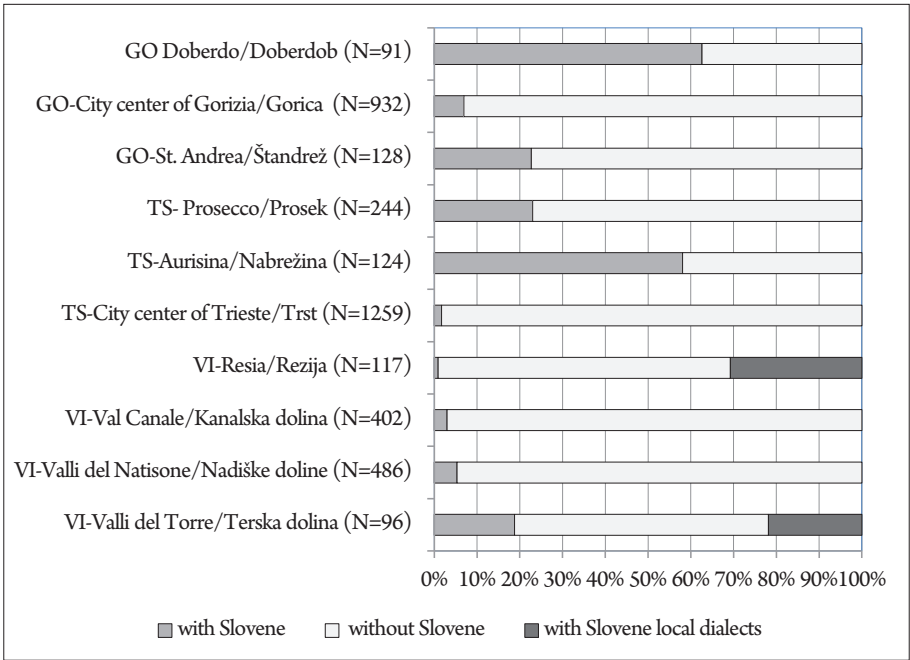 GO Doberdo/Doberdob (N=91)
GO-City center of Gorizia/Gorica (N=932)
GO-St. Andrea/Štandrež (N=128)
TS- Prosecco/Prosek (N=244)
TS-Aurisina/Nabrežina (N=124)
TS-City center of Trieste/Trst (N=1259)
VI-Resia/Rezija (N=117)
VI-Val Canale/Kanalska dolina (N=402)
VI-Valli del Natisone/Nadiške doline (N=486)
VI-Valli del Torre/Terska dolina (N=96)
0% 10% 20% 30% 40% 50% 60% 70% 80% 90% 100%
with Slovene without Slovene with Slovene local dialects